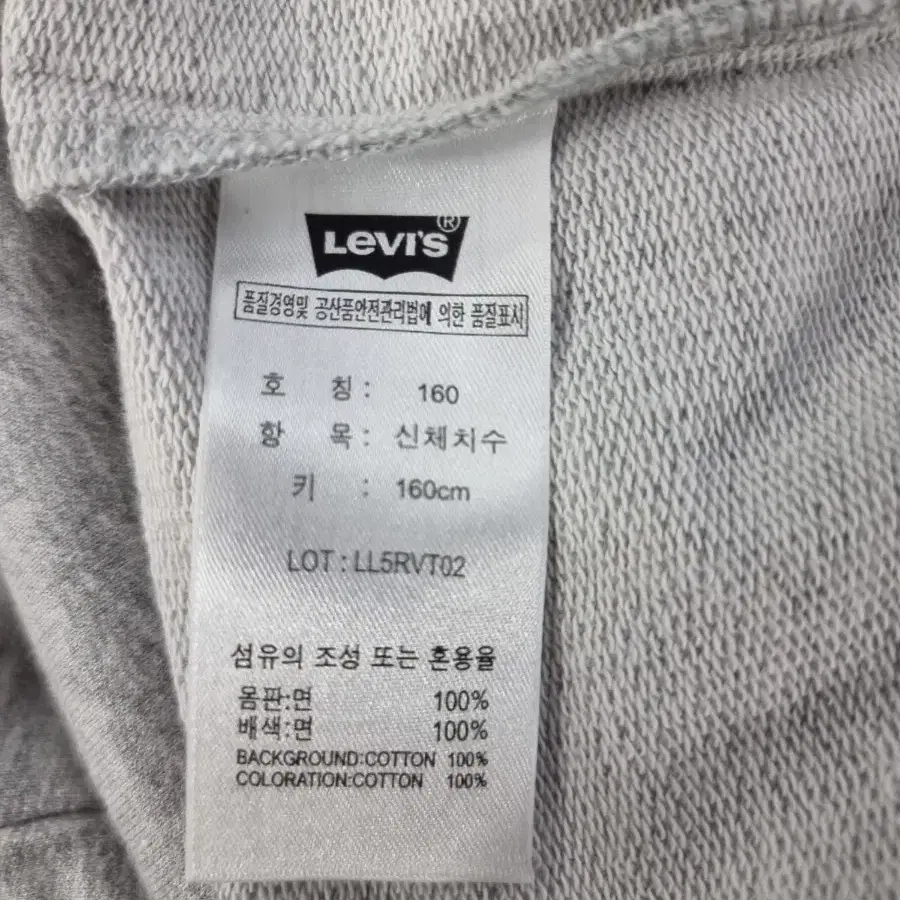 LEVI'S®
품질경영및 공산품안전관리법에 의한 품질표시
호 칭 : 160
항 목 : 신체치수
키 : 160cm
LOT : LL5RVT02
섬유의 조성 또는 혼용율
몸판:면 100%
배색:면 100%
BACKGROUND:COTTON 100%
COLORATION:COTTON 100%